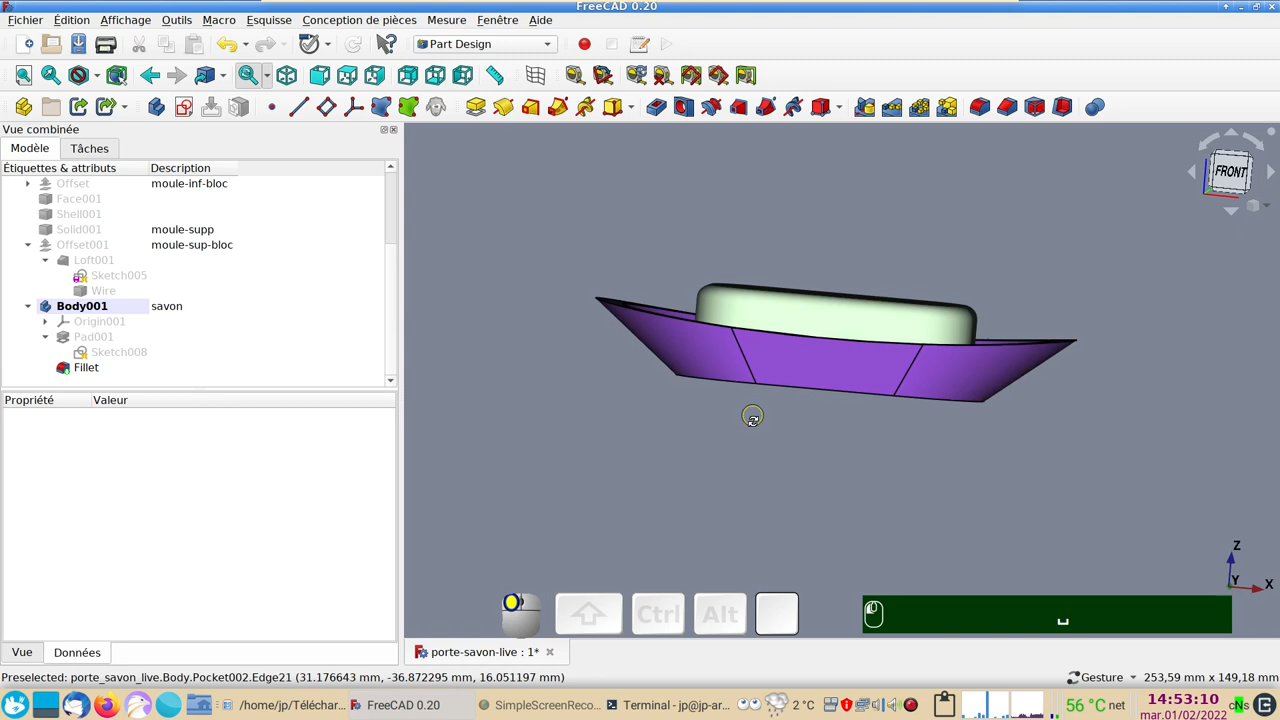 FreeCAD 0.20
Fichier Édition Affichage Outils Macro Esquisse Conception de pièces Mesure Fenêtre Aide
Part Design
Vue combinée
Modèle Tâches
Étiquettes & attributs Description
Offset moule-inf-bloc
Face001
Shell001
Solid001 moule-supp
Offset001 moule-sup-bloc
Loft001
Sketch005
Wire
Body001 savon
Origin001
Pad001
Sketch008
Fillet
Propriété Valeur
FRONT
Z
Y
X
Ctrl Alt
Vue Données
porte-savon-live : 1*
Preselected: porte_savon_live.Body.Pocket002.Edge21 (31.176643 mm, -36.872295 mm, 16.051197 mm)
Gesture 253,59 mm x 149,18 mm
/home/jp/Téléchar... FreeCAD 0.20 SimpleScreenReco... Terminal - jp@jp-ar... 2 °C 56 °C net 14:53:10
mar.01/02/2022